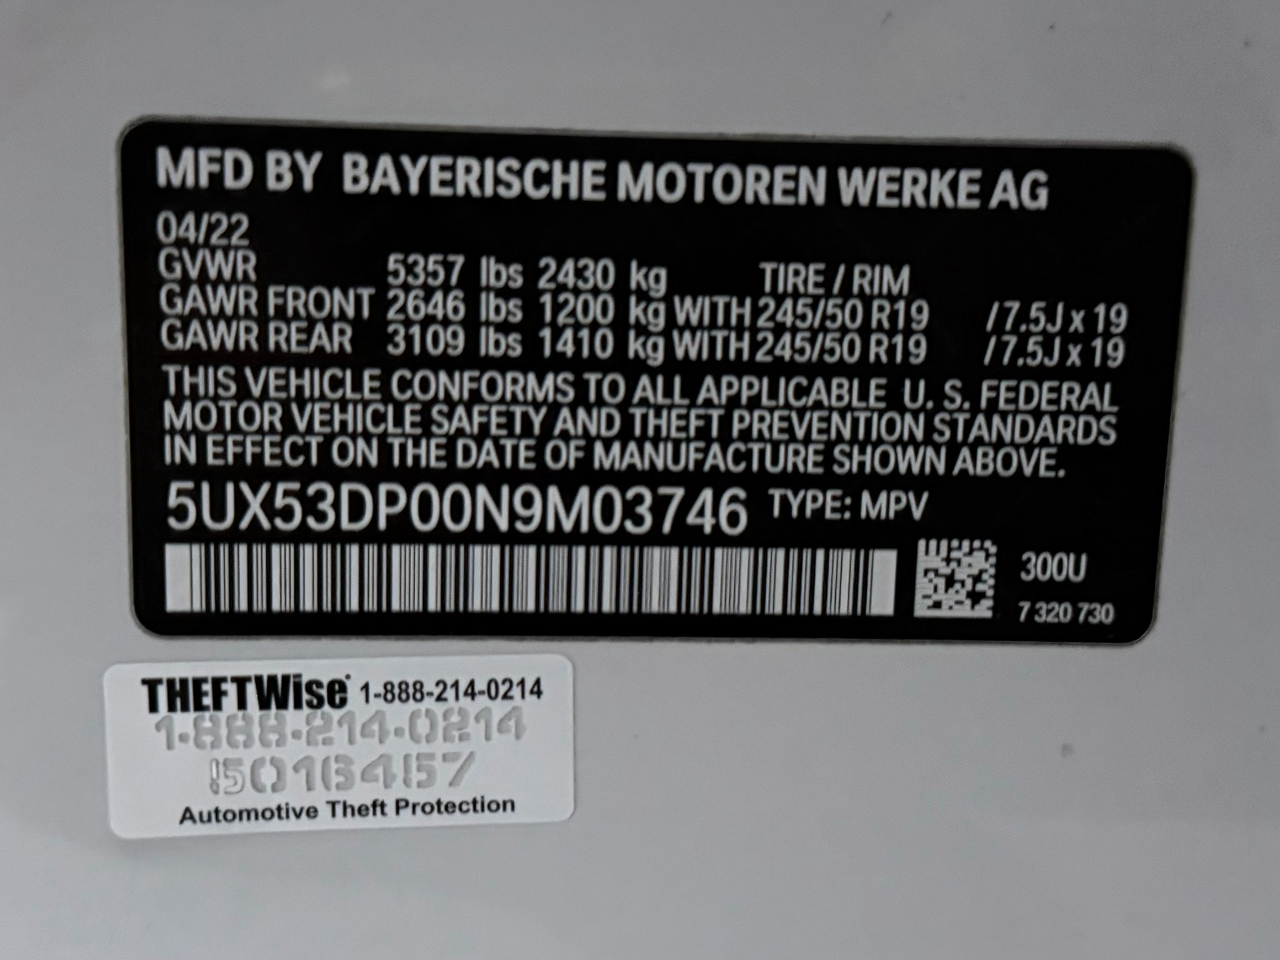 MFD BY BAYERISCHE MOTOREN WERKE AG
04/22
GVWR 5357 lbs 2430 kg TIRE / RIM
GAWR FRONT 2646 lbs 1200 kg WITH 245/50 R19 / 7.5J x 19
GAWR REAR 3109 lbs 1410 kg WITH 245/50 R19 / 7.5J x 19
THIS VEHICLE CONFORMS TO ALL APPLICABLE U. S. FEDERAL
MOTOR VEHICLE SAFETY AND THEFT PREVENTION STANDARDS
IN EFFECT ON THE DATE OF MANUFACTURE SHOWN ABOVE.
5UX53DP00N9M03746 TYPE: MPV
300U
7 320 730
THEFTWise 1-888-214-0214
1-888-214-0214
Automotive Theft Protection